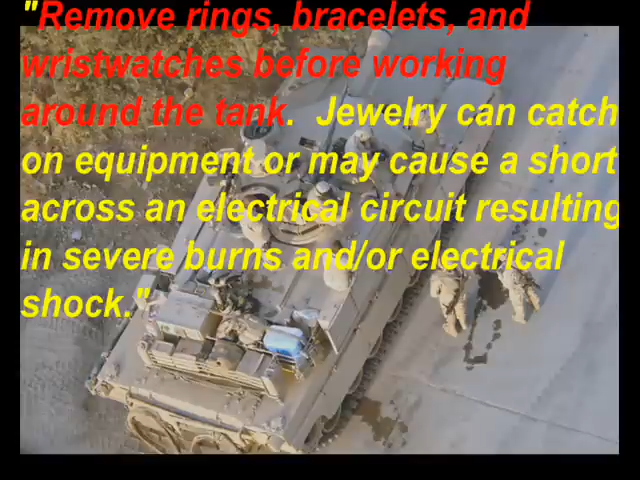 "Remove rings, bracelets, and
wristwatches before working
around the tank.  Jewelry can catch
on equipment or may cause a short
across an electrical circuit resulting
in severe burns and/or electrical
shock."